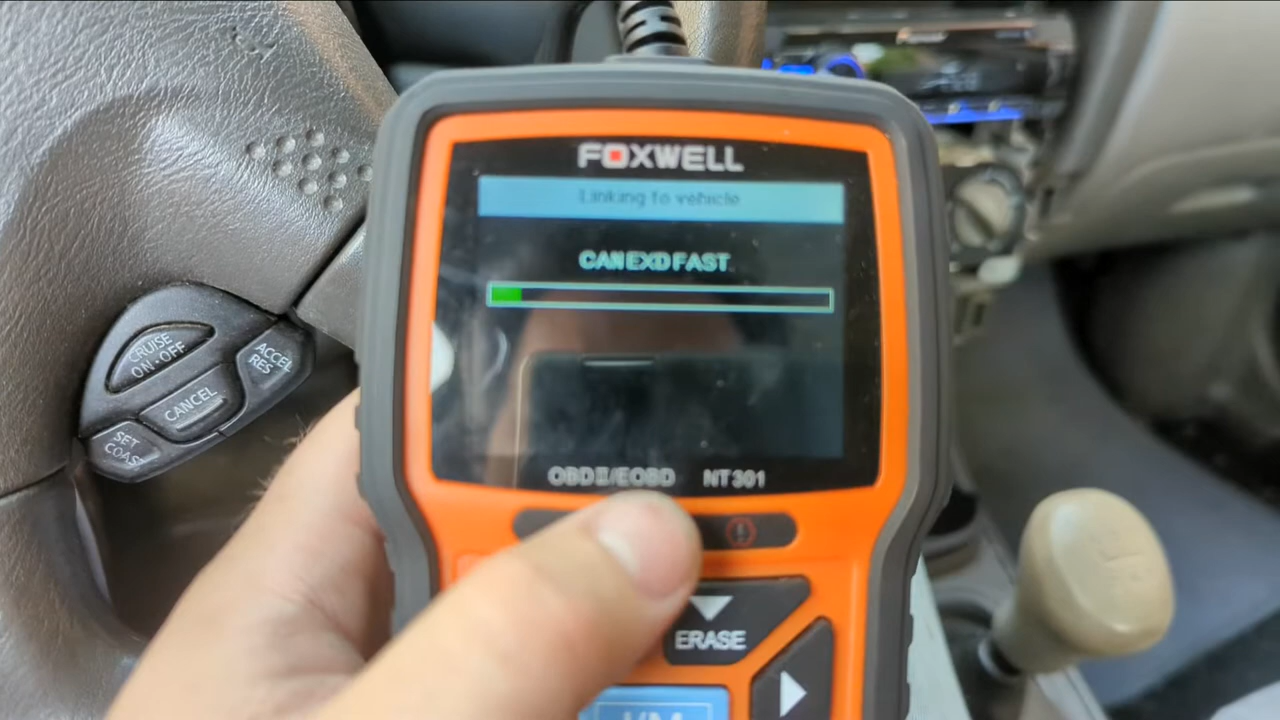 FOXWELL
Linking to vehicle
CAN EXD FAST
OBDII/EOBD NT301
CRUISE
ON·OFF
ACCEL
RES
CANCEL
SET
COAST
ERASE
I/M